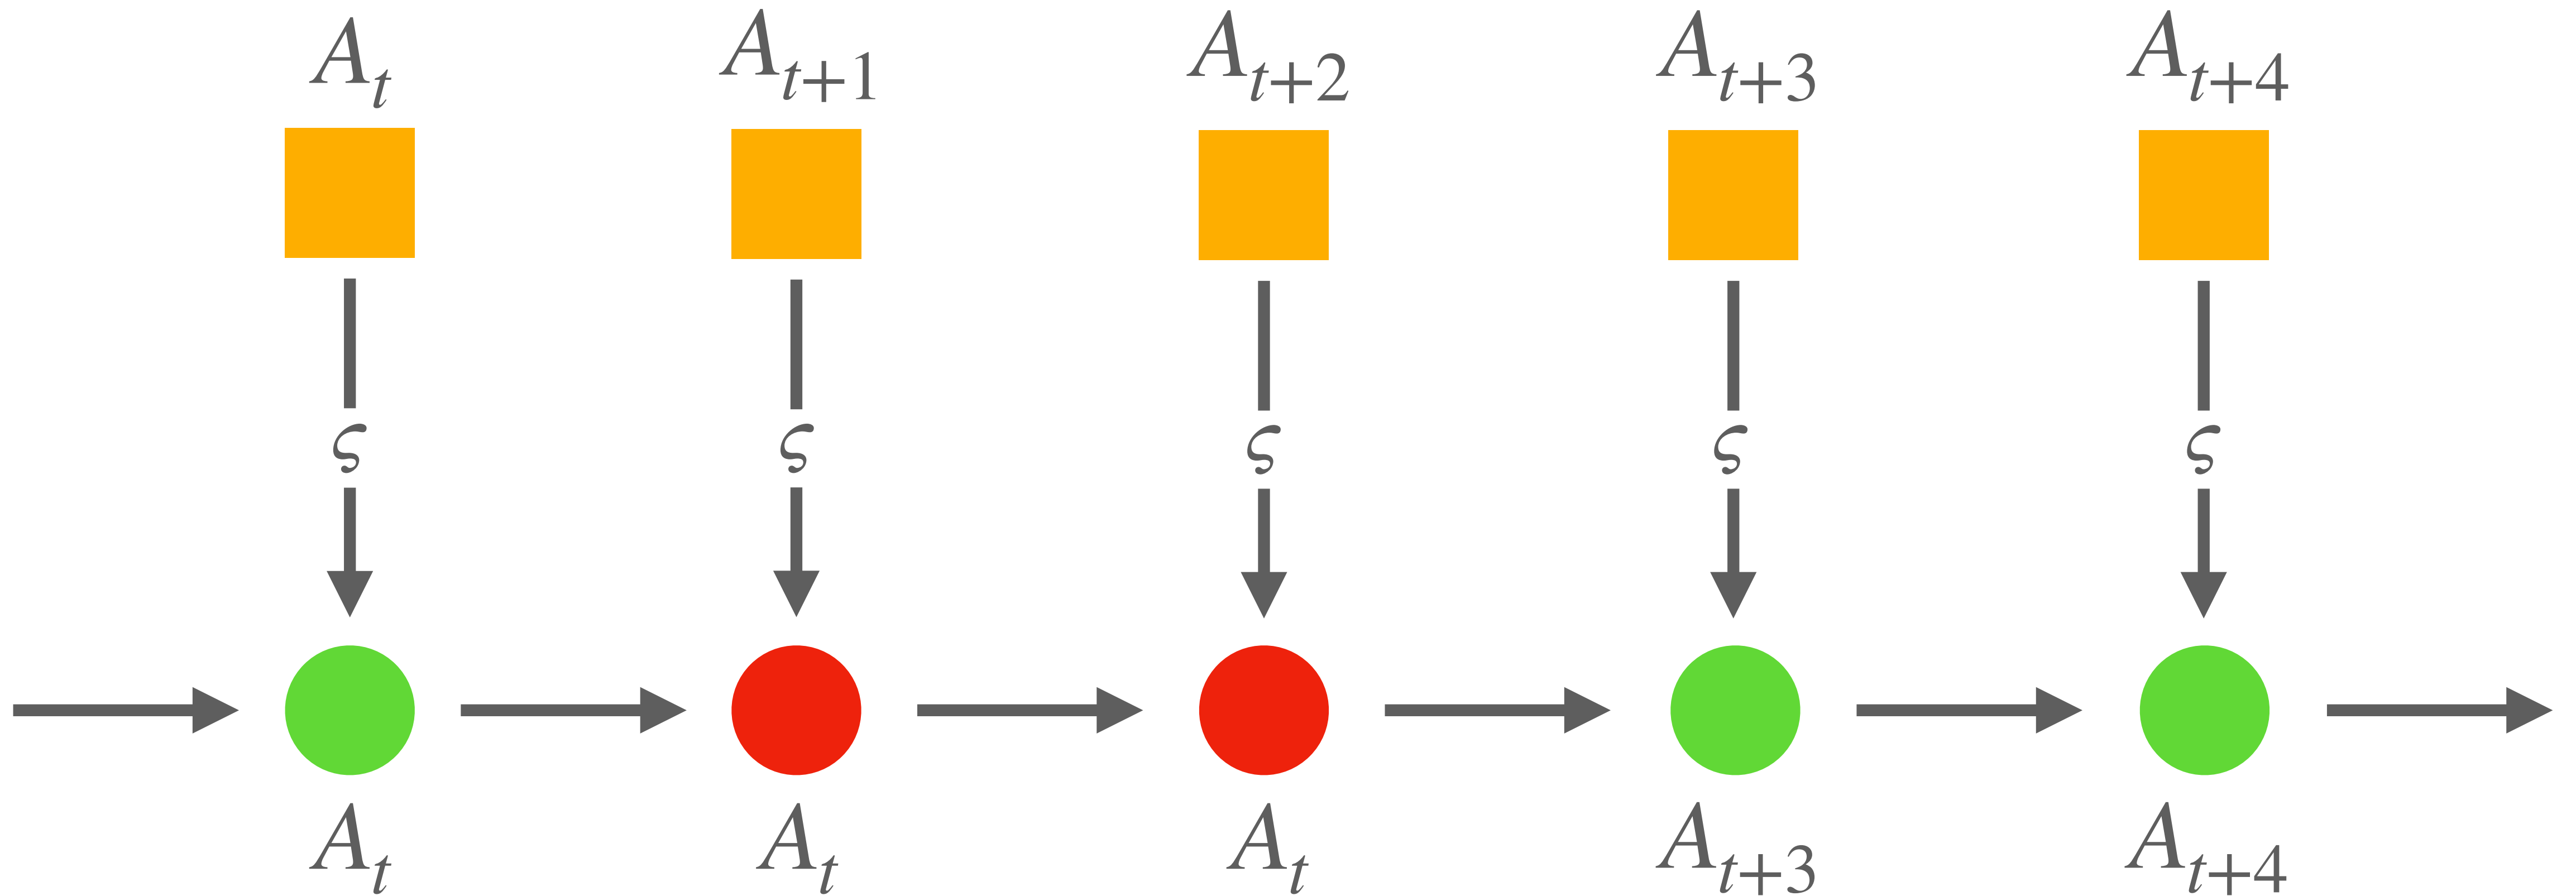 A_t A_{t+1} A_{t+2} A_{t+3} A_{t+4}
ς ς ς ς ς
A_t A_t A_t A_{t+3} A_{t+4}